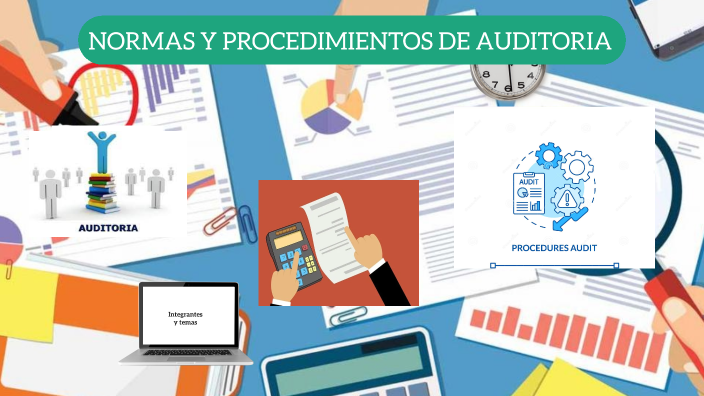 NORMAS Y PROCEDIMIENTOS DE AUDITORIA
AUDITORIA
AUDIT
PROCEDURES AUDIT
Integrantes
y temas